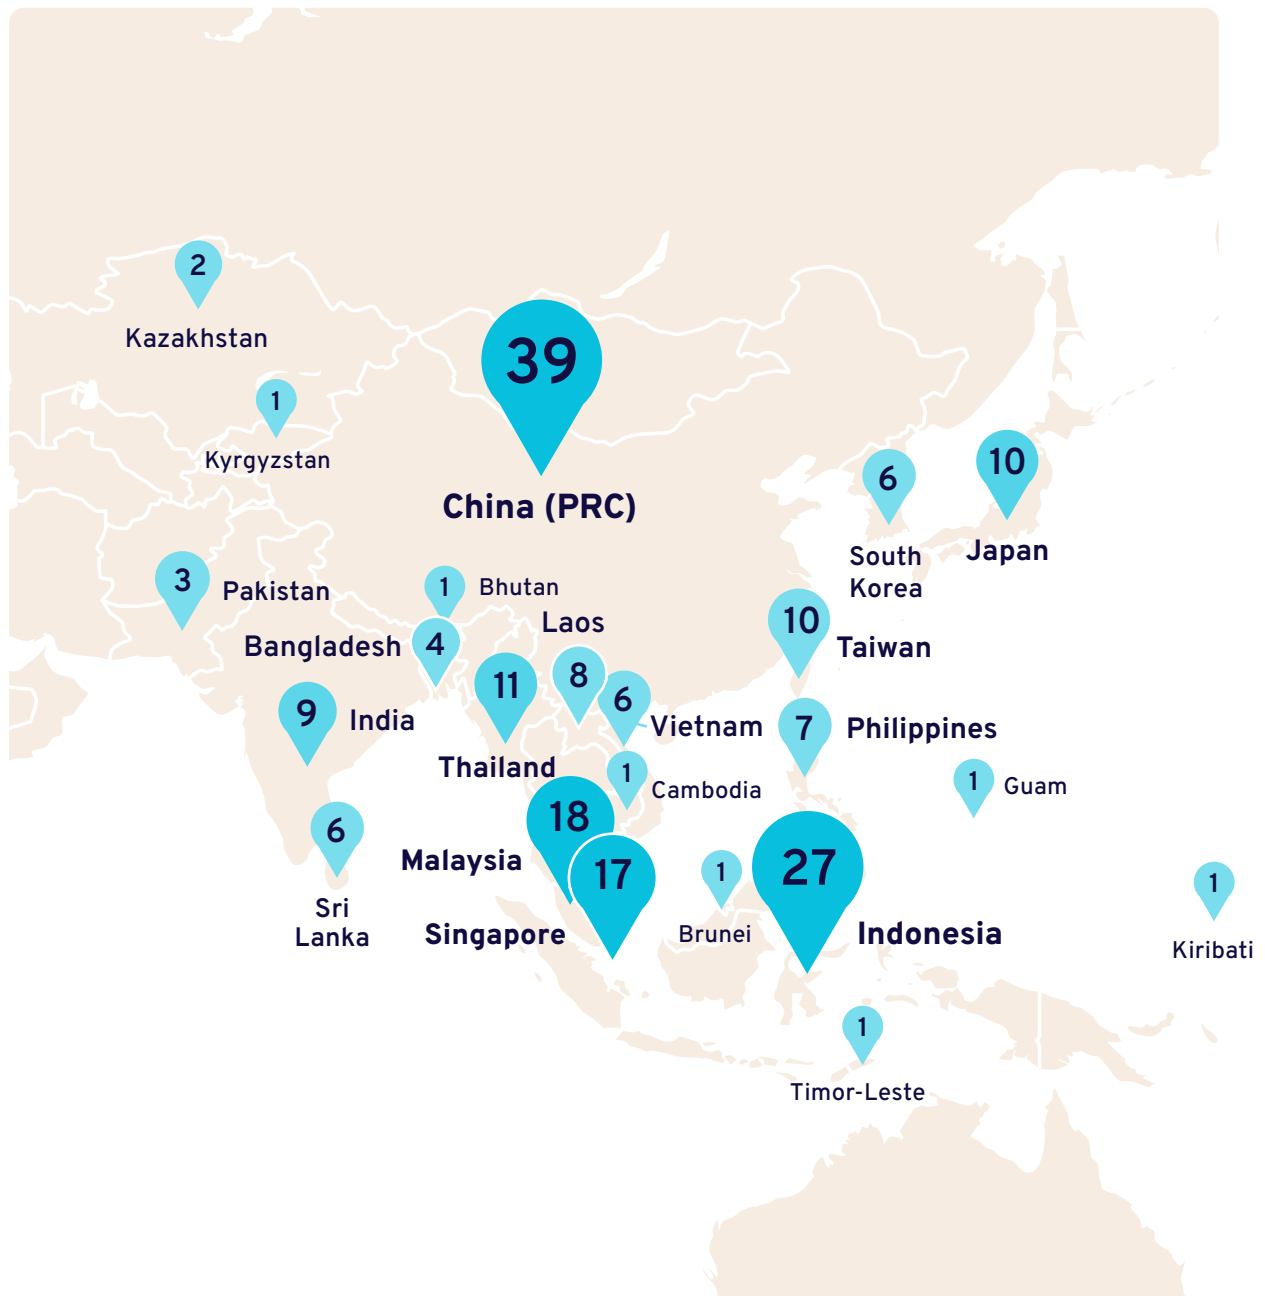 2
Kazakhstan
1
Kyrgyzstan
39
China (PRC)
6
South
Korea
10
Japan
3
Pakistan
1
Bhutan
4
Bangladesh
Laos
8
10
Taiwan
11
Thailand
6
Vietnam
9
India
7
Philippines
1
Cambodia
1
Guam
6
Sri
Lanka
18
Malaysia
17
Singapore
1
Brunei
27
Indonesia
1
Kiribati
1
Timor-Leste